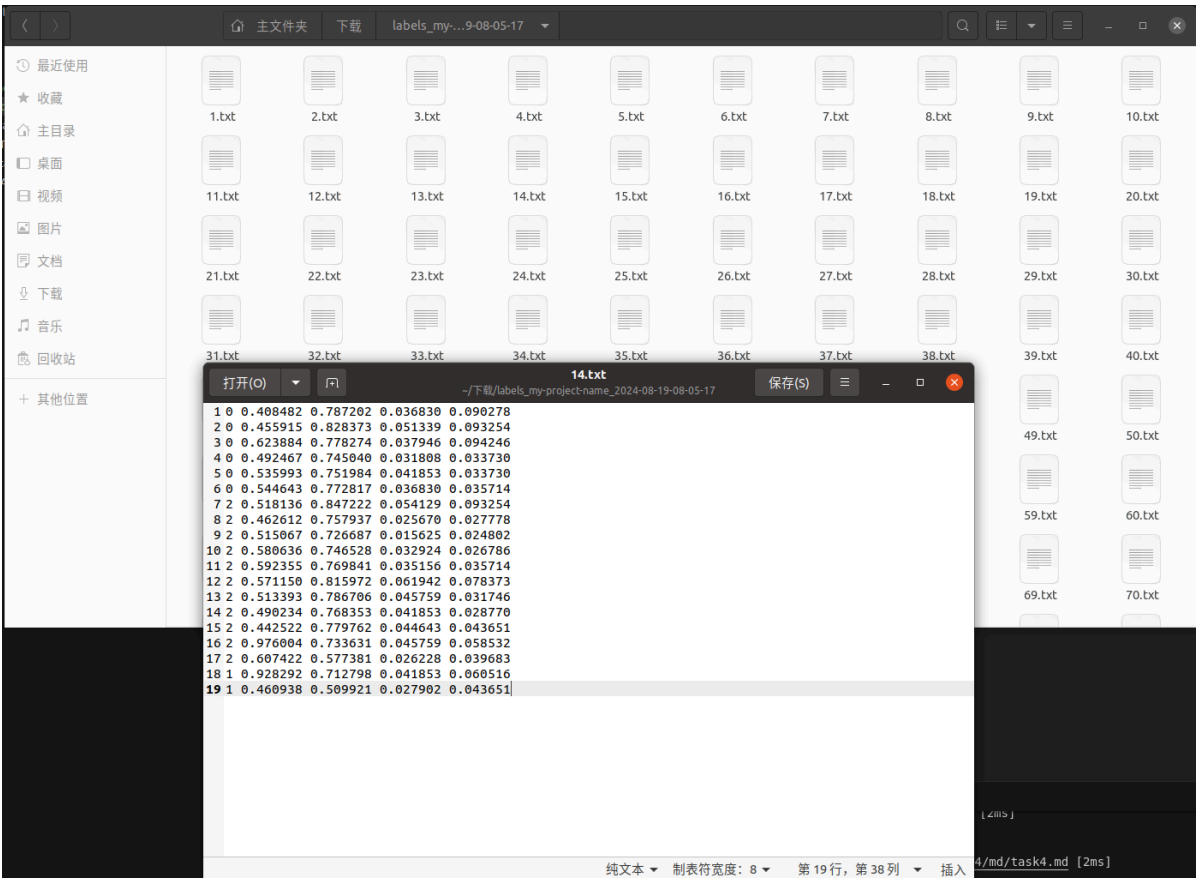 主文件夹 下载 labels_my-…9-08-05-17
最近使用
收藏
主目录
桌面
视频
图片
文档
下载
音乐
回收站
其他位置
1.txt 2.txt 3.txt 4.txt 5.txt 6.txt 7.txt 8.txt 9.txt 10.txt
11.txt 12.txt 13.txt 14.txt 15.txt 16.txt 17.txt 18.txt 19.txt 20.txt
21.txt 22.txt 23.txt 24.txt 25.txt 26.txt 27.txt 28.txt 29.txt 30.txt
31.txt 32.txt 33.txt 34.txt 35.txt 36.txt 37.txt 38.txt 39.txt 40.txt
49.txt 50.txt
59.txt 60.txt
69.txt 70.txt
打开(O) 14.txt 保存(S)
~/下载/labels_my-project-name_2024-08-19-08-05-17
1 0 0.408482 0.787202 0.036830 0.090278
2 0 0.455915 0.828373 0.051339 0.093254
3 0 0.623884 0.778274 0.037946 0.094246
4 0 0.492467 0.745040 0.031808 0.033730
5 0 0.535993 0.751984 0.041853 0.033730
6 0 0.544643 0.772817 0.036830 0.035714
7 2 0.518136 0.847222 0.054129 0.093254
8 2 0.462612 0.757937 0.025670 0.027778
9 2 0.515067 0.726687 0.015625 0.024802
10 2 0.580636 0.746528 0.032924 0.026786
11 2 0.592355 0.769841 0.035156 0.035714
12 2 0.571150 0.815972 0.061942 0.078373
13 2 0.513393 0.786706 0.045759 0.031746
14 2 0.490234 0.768353 0.041853 0.028770
15 2 0.442522 0.779762 0.044643 0.043651
16 2 0.976004 0.733631 0.045759 0.058532
17 2 0.607422 0.577381 0.026228 0.039683
18 1 0.928292 0.712798 0.041853 0.060516
19 1 0.460938 0.509921 0.027902 0.043651
纯文本 制表符宽度：8 第 19 行，第 38 列 插入
[2ms]
4/md/task4.md [2ms]